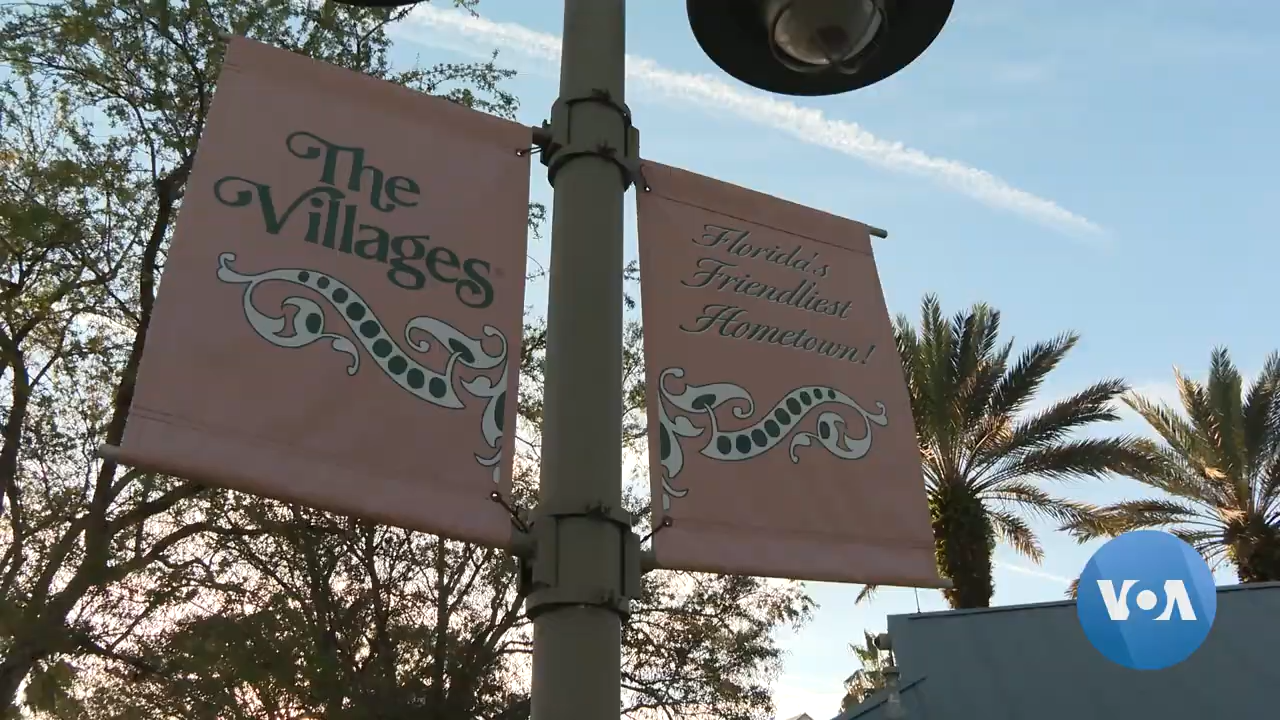 The
Villages
Florida's
Friendliest
Hometown!
VOA